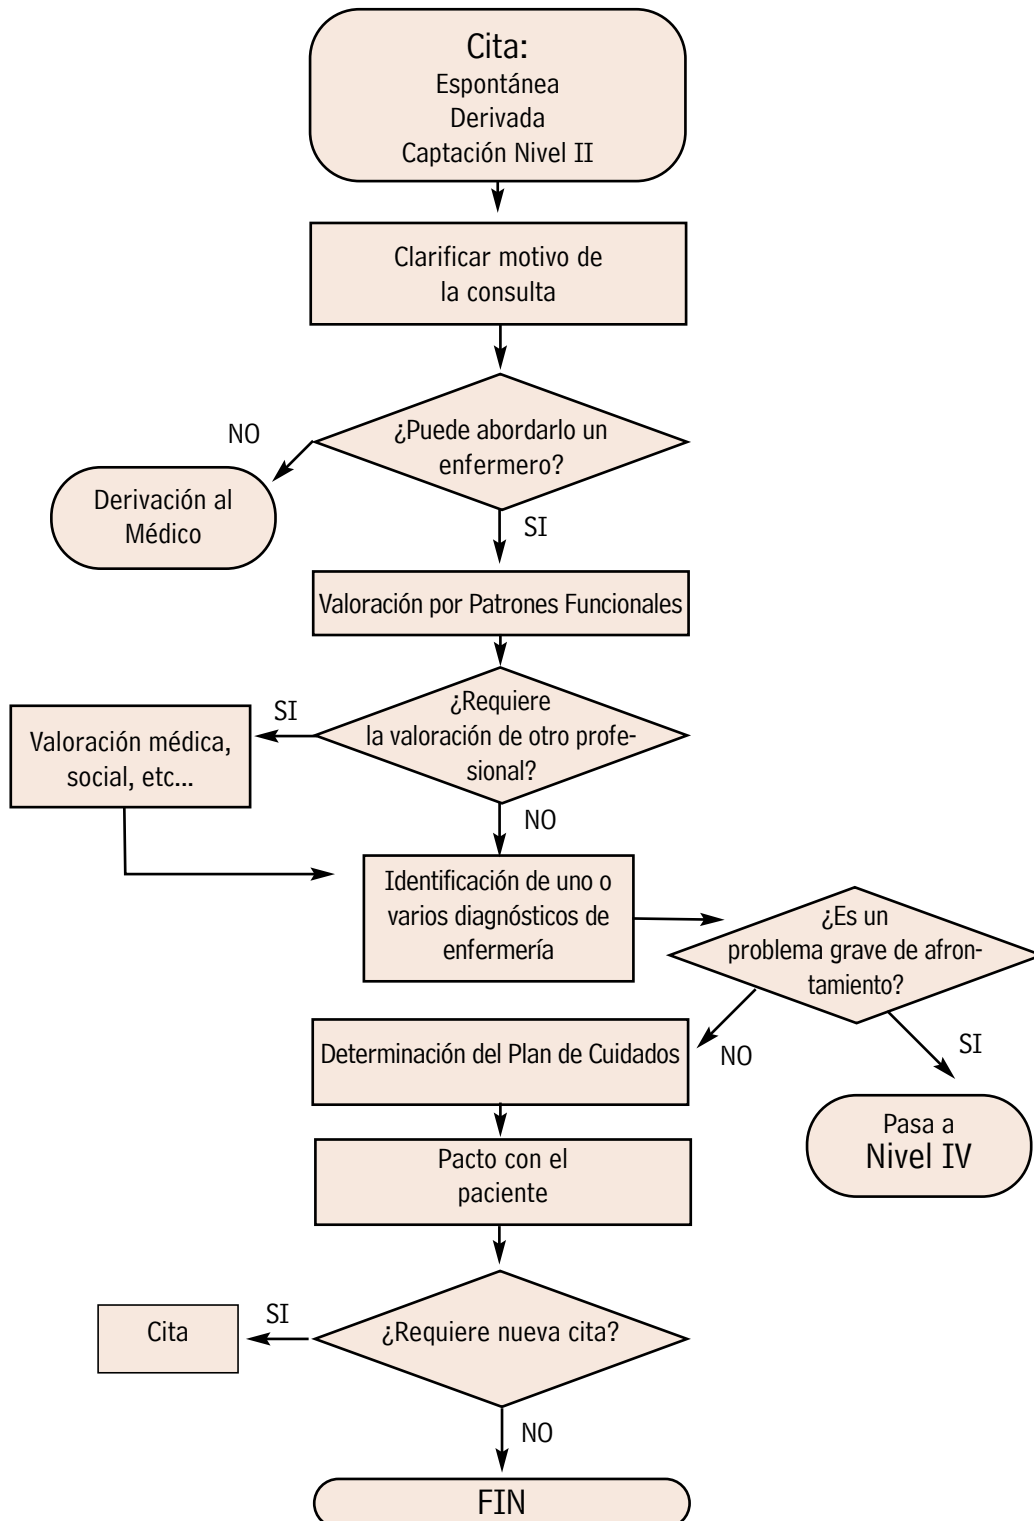 Cita:
Espontánea
Derivada
Captación Nivel II
Clarificar motivo de
la consulta
¿Puede abordarlo un
enfermero?
NO
Derivación al
Médico
SI
Valoración por Patrones Funcionales
¿Requiere
la valoración de otro profe-
sional?
SI
Valoración médica,
social, etc...
NO
Identificación de uno o
varios diagnósticos de
enfermería
¿Es un
problema grave de afron-
tamiento?
NO
SI
Determinación del Plan de Cuidados
Pasa a
Nivel IV
Pacto con el
paciente
¿Requiere nueva cita?
SI
Cita
NO
FIN